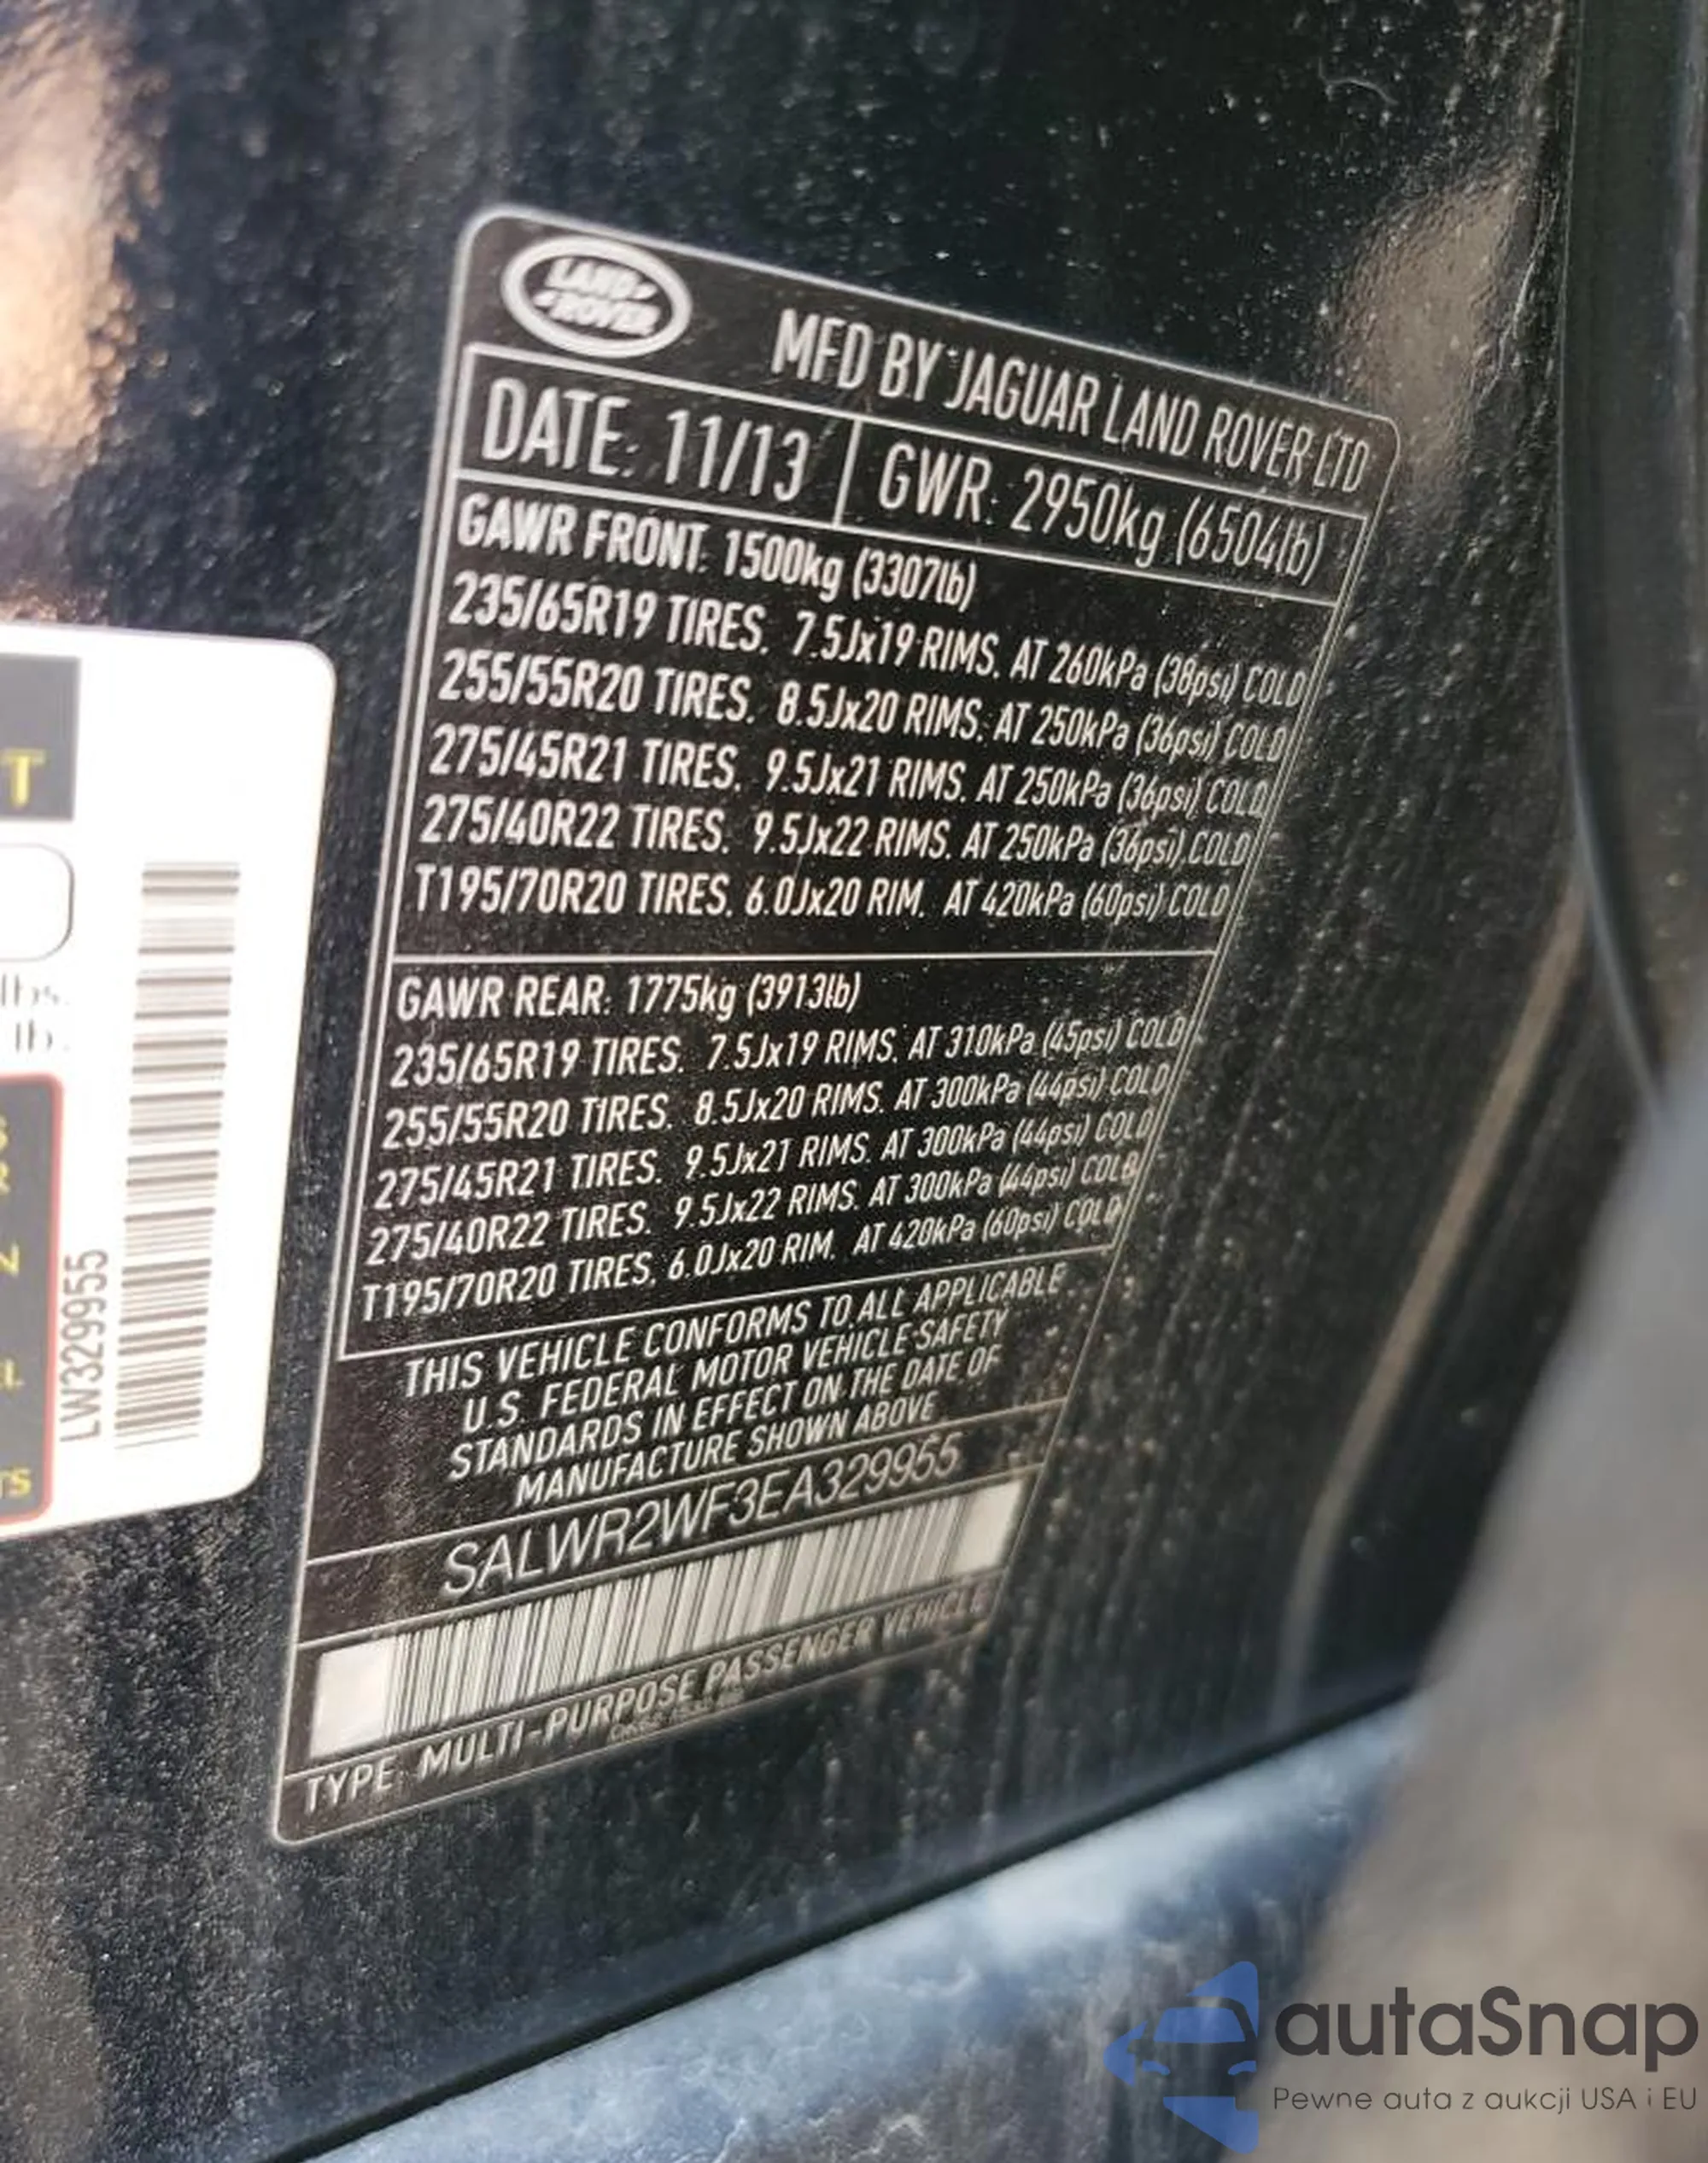 LAND-
-ROVER
MFD BY JAGUAR LAND ROVER LTD
DATE: 11/13 GWR: 2950kg (6504lb)
GAWR FRONT: 1500kg (3307lb)
235/65R19 TIRES. 7.5Jx19 RIMS. AT 260kPa (38psi) COLD
255/55R20 TIRES. 8.5Jx20 RIMS. AT 250kPa (36psi) COLD
275/45R21 TIRES. 9.5Jx21 RIMS. AT 250kPa (36psi) COLD
275/40R22 TIRES. 9.5Jx22 RIMS. AT 250kPa (36psi) COLD
T195/70R20 TIRES. 6.0Jx20 RIM. AT 420kPa (60psi) COLD
GAWR REAR: 1775kg (3913lb)
235/65R19 TIRES. 7.5Jx19 RIMS. AT 310kPa (45psi) COLD
255/55R20 TIRES. 8.5Jx20 RIMS. AT 300kPa (44psi) COLD
275/45R21 TIRES. 9.5Jx21 RIMS. AT 300kPa (44psi) COLD
275/40R22 TIRES. 9.5Jx22 RIMS. AT 300kPa (44psi) COLD
T195/70R20 TIRES. 6.0Jx20 RIM. AT 420kPa (60psi) COLD
THIS VEHICLE CONFORMS TO ALL APPLICABLE
U.S. FEDERAL MOTOR VEHICLE SAFETY
STANDARDS IN EFFECT ON THE DATE OF
MANUFACTURE SHOWN ABOVE
SALWR2WF3EA329955
TYPE: MULTI-PURPOSE PASSENGER VEHICLE
T
lbs.
lb.
LW329955
autaSnap
Pewne auta z aukcji USA i EU